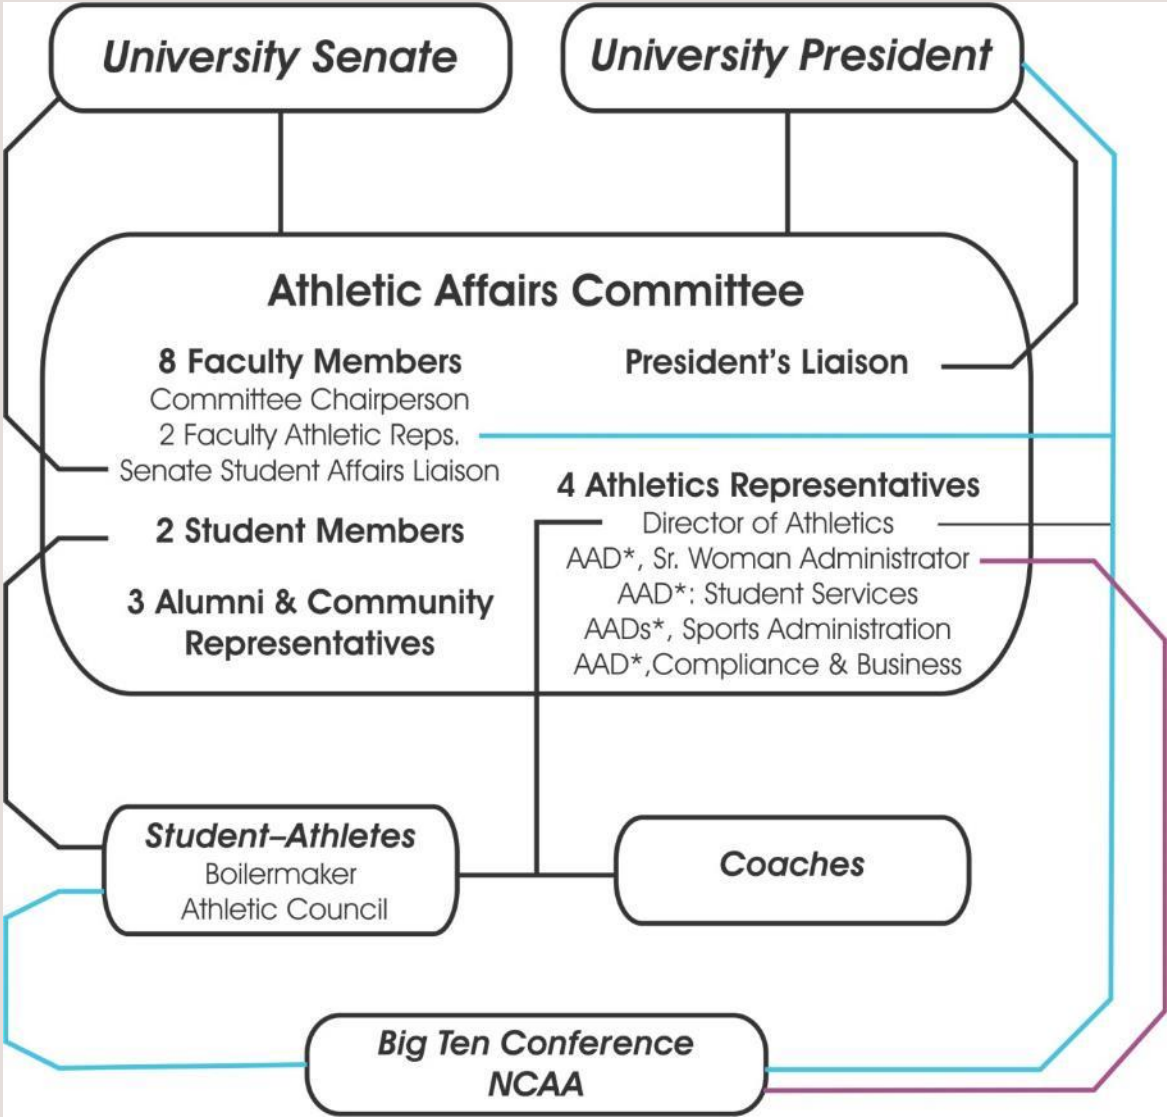 University Senate
University President
Athletic Affairs Committee
8 Faculty Members
Committee Chairperson
2 Faculty Athletic Reps.
Senate Student Affairs Liaison
2 Student Members
3 Alumni & Community
Representatives
President's Liaison
4 Athletics Representatives
Director of Athletics
AAD*, Sr. Woman Administrator
AAD*: Student Services
AADs*, Sports Administration
AAD*,Compliance & Business
Student–Athletes
Boilermaker
Athletic Council
Coaches
Big Ten Conference
NCAA